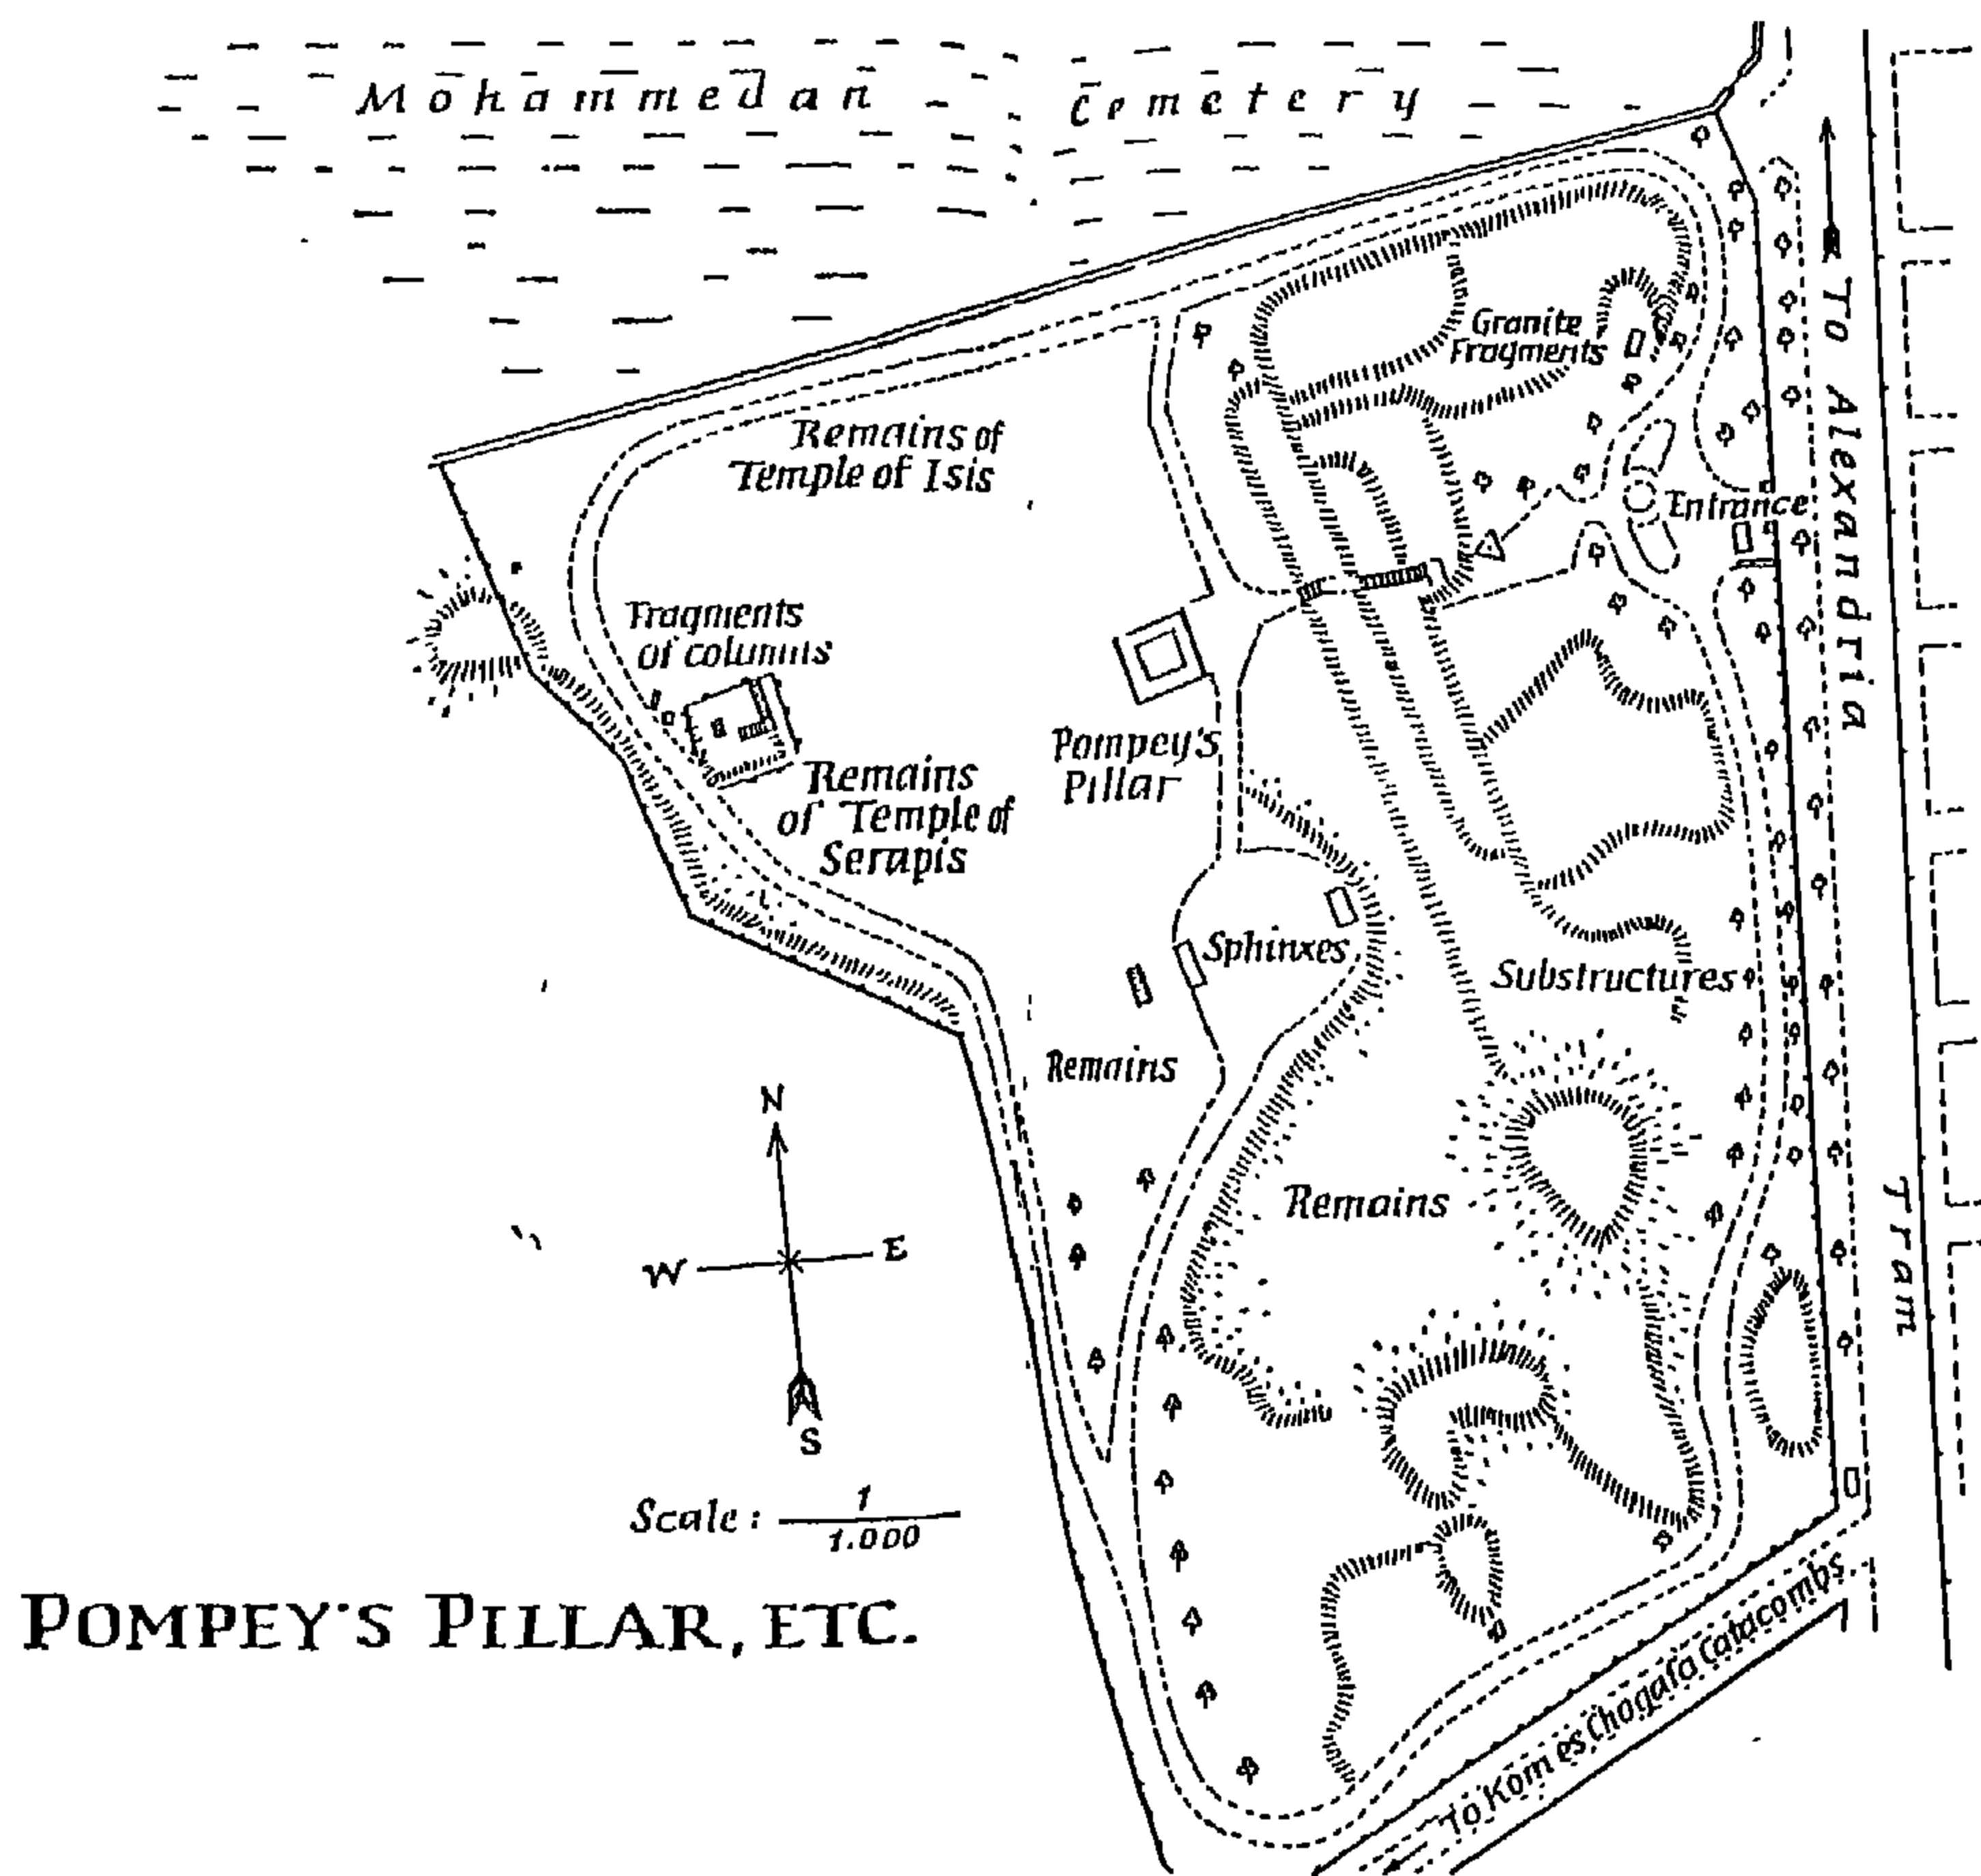 Mohammedan Cemetery
Granite
Fragments
To Alexandria
Remains of
Temple of Isis
Entrance
Fragments
of columns
Pompey's
Pillar
Remains
of Temple of
Serapis
Sphinxes
Substructures
Remains
N
W E
S
Remains
Tram
Scale: 1
1.000
POMPEY'S PILLAR, ETC.
To Kom es Chogafa Catacombs